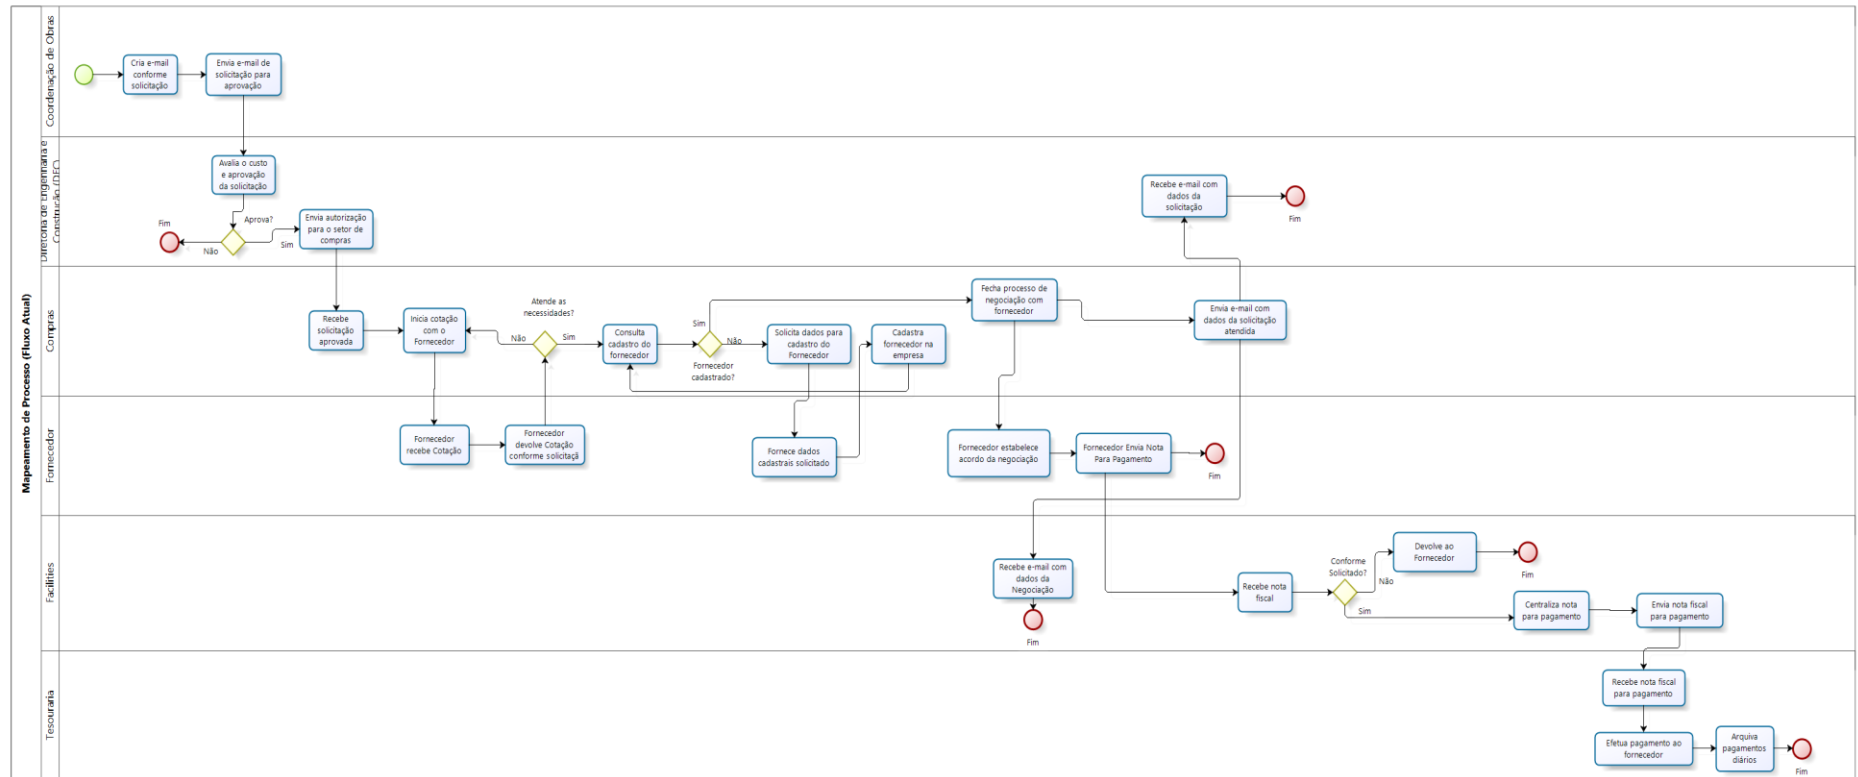 Mapeamento de Processo (Fluxo Atual)
Coordenação de Obras
Cria e-mail
conforme
solicitação
Envia e-mail de
solicitação para
aprovação
Diretoria de Engenharia e
Construção (DEC)
Avalia o custo
e aprovação
da solicitação
Aprova?
Fim
Não
Sim
Envia autorização
para o setor de
compras
Recebe e-mail com
dados da
solicitação
Fim
Compras
Recebe
solicitação
aprovada
Inicia cotação
com o
Fornecedor
Atende as
necessidades?
Não
Sim
Consulta
cadastro do
fornecedor
Sim
Não
Fornecedor
cadastrado?
Solicita dados para
cadastro do
Fornecedor
Cadastra
fornecedor na
empresa
Fecha processo de
negociação com
fornecedor
Envia e-mail com
dados da solicitação
atendida
Fornecedor
Fornecedor
recebe Cotação
Fornecedor
devolve Cotação
conforme solicitaçã
Fornece dados
cadastrais solicitado
Fornecedor estabelece
acordo da negociação
Fornecedor Envia Nota
Para Pagamento
Fim
Facilities
Recebe e-mail com
dados da
Negociação
Fim
Recebe nota
fiscal
Conforme
Solicitado?
Não
Sim
Devolve ao
Fornecedor
Fim
Centraliza nota
para pagamento
Envia nota fiscal
para pagamento
Tesouraria
Recebe nota fiscal
para pagamento
Efetua pagamento ao
fornecedor
Arquiva
pagamentos
diários
Fim